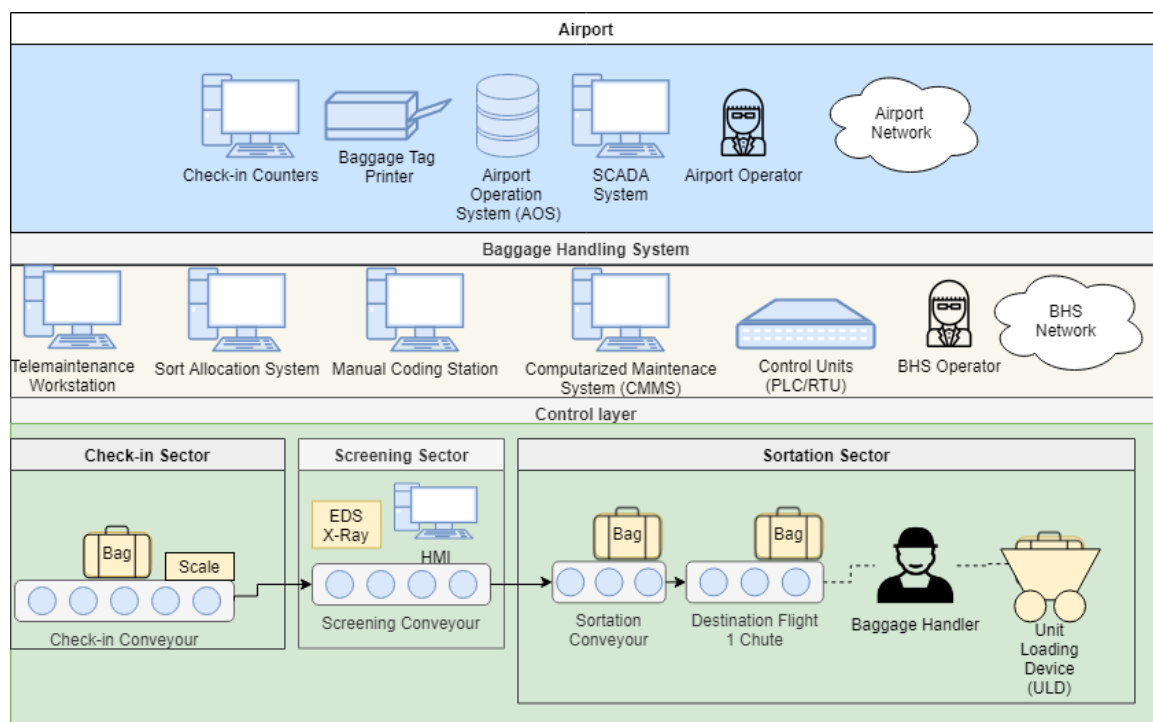 Airport
Check-in Counters
Baggage Tag
Printer
Airport
Operation
System (AOS)
SCADA
System
Airport Operator
Airport
Network
Baggage Handling System
Telemaintenance
Workstation
Sort Allocation System
Manual Coding Station
Computarized Maintenace
System (CMMS)
Control Units
(PLC/RTU)
BHS Operator
BHS
Network
Control layer
Check-in Sector
Bag
Scale
Check-in Conveyour
Screening Sector
EDS
X-Ray
HMI
Screening Conveyour
Sortation Sector
Bag
Sortation
Conveyour
Bag
Destination Flight
1 Chute
Baggage Handler
Unit
Loading
Device
(ULD)